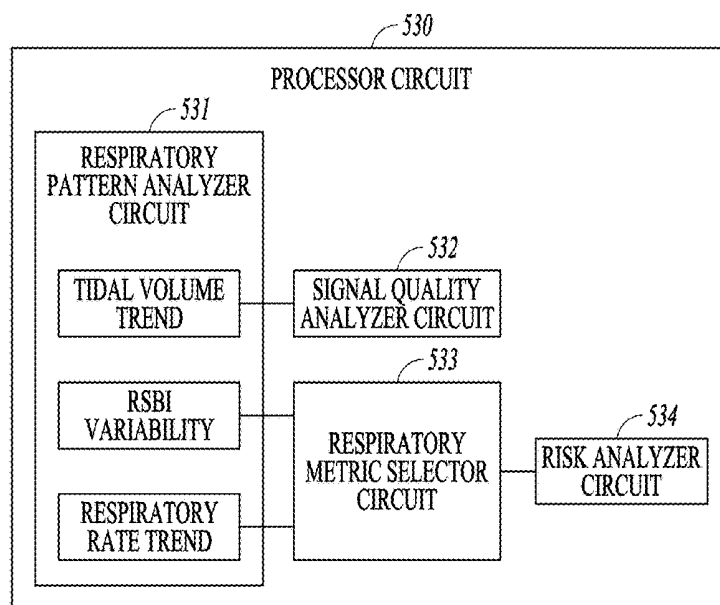 530
PROCESSOR CIRCUIT
531
RESPIRATORY
PATTERN ANALYZER
CIRCUIT
TIDAL VOLUME
TREND
532
SIGNAL QUALITY
ANALYZER CIRCUIT
RSBI
VARIABILITY
533
RESPIRATORY
METRIC SELECTOR
CIRCUIT
534
RISK ANALYZER
CIRCUIT
RESPIRATORY
RATE TREND